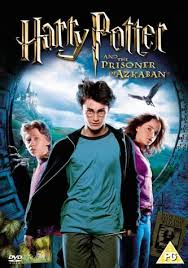 Harry Potter
AND THE
PRISONER
OF AZKABAN
DVD
PG